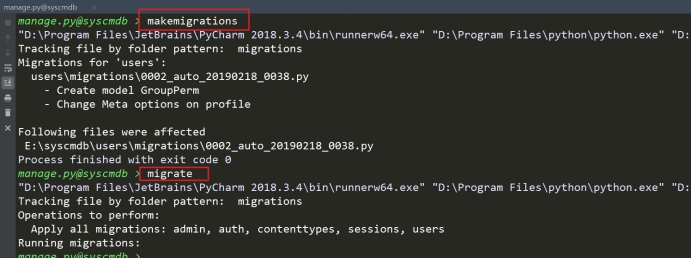 manage.py@syscmdb ×
manage.py@syscmdb > makemigrations
"D:\Program Files\JetBrains\PyCharm 2018.3.4\bin\runnerw64.exe" "D:\Program Files\python\python.exe" "D:
Tracking file by folder pattern:  migrations
Migrations for 'users':
  users\migrations\0002_auto_20190218_0038.py
    - Create model GroupPerm
    - Change Meta options on profile
Following files were affected
 E:\syscmdb\users\migrations\0002_auto_20190218_0038.py
Process finished with exit code 0
manage.py@syscmdb > migrate
"D:\Program Files\JetBrains\PyCharm 2018.3.4\bin\runnerw64.exe" "D:\Program Files\python\python.exe" "D:
Tracking file by folder pattern:  migrations
Operations to perform:
  Apply all migrations: admin, auth, contenttypes, sessions, users
Running migrations:
manage.py@syscmdb >